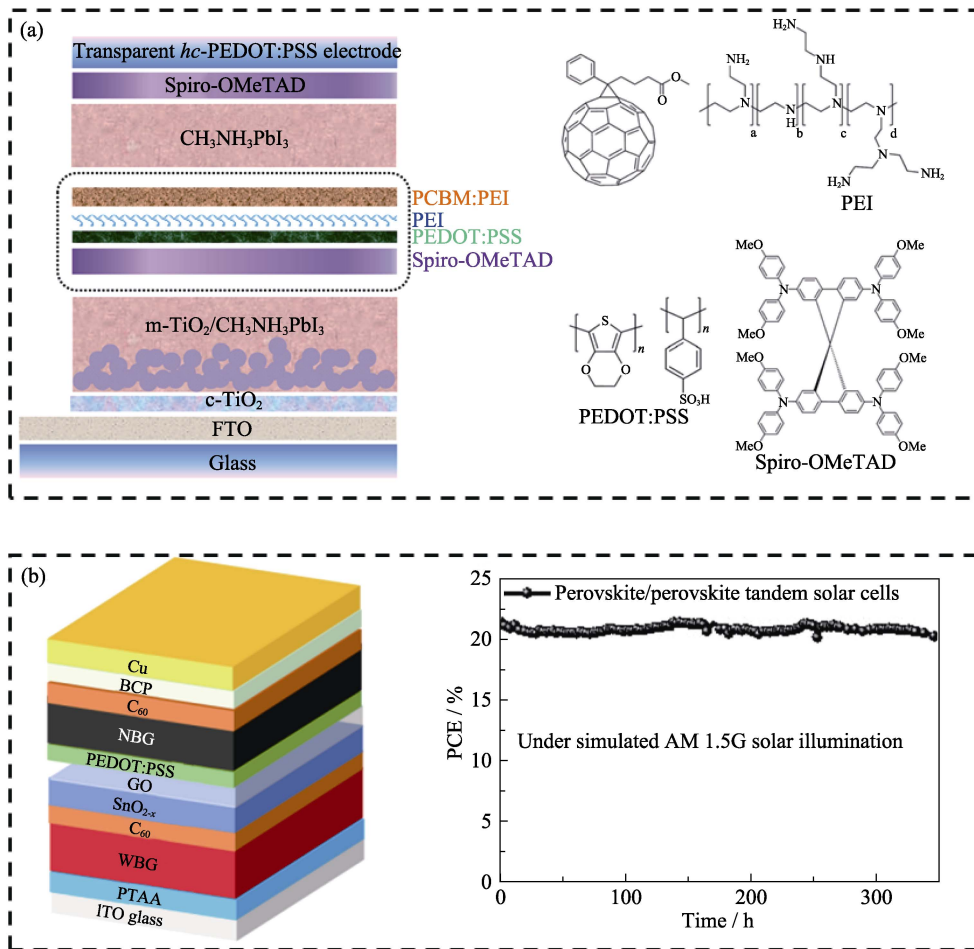 (a)
Transparent hc-PEDOT:PSS electrode
Spiro-OMeTAD
CH₃NH₃PbI₃
PCBM:PEI
PEI
PEDOT:PSS
Spiro-OMeTAD
m-TiO₂/CH₃NH₃PbI₃
c-TiO₂
FTO
Glass
O
O
H₂N
NH
NH₂
N
N
H
N
N
a
b
c
d
N
H₂N
NH₂
PEI
S
n
n
O
O
SO₃H
PEDOT:PSS
MeO
OMe
N
N
MeO
OMe
MeO
OMe
N
N
MeO
OMe
Spiro-OMeTAD
(b)
Cu
BCP
C₆₀
NBG
PEDOT:PSS
GO
SnO₂₋ₓ
C₆₀
WBG
PTAA
ITO glass
25
20
15
10
5
0
PCE / %
Perovskite/perovskite tandem solar cells
Under simulated AM 1.5G solar illumination
0
100
200
300
Time / h